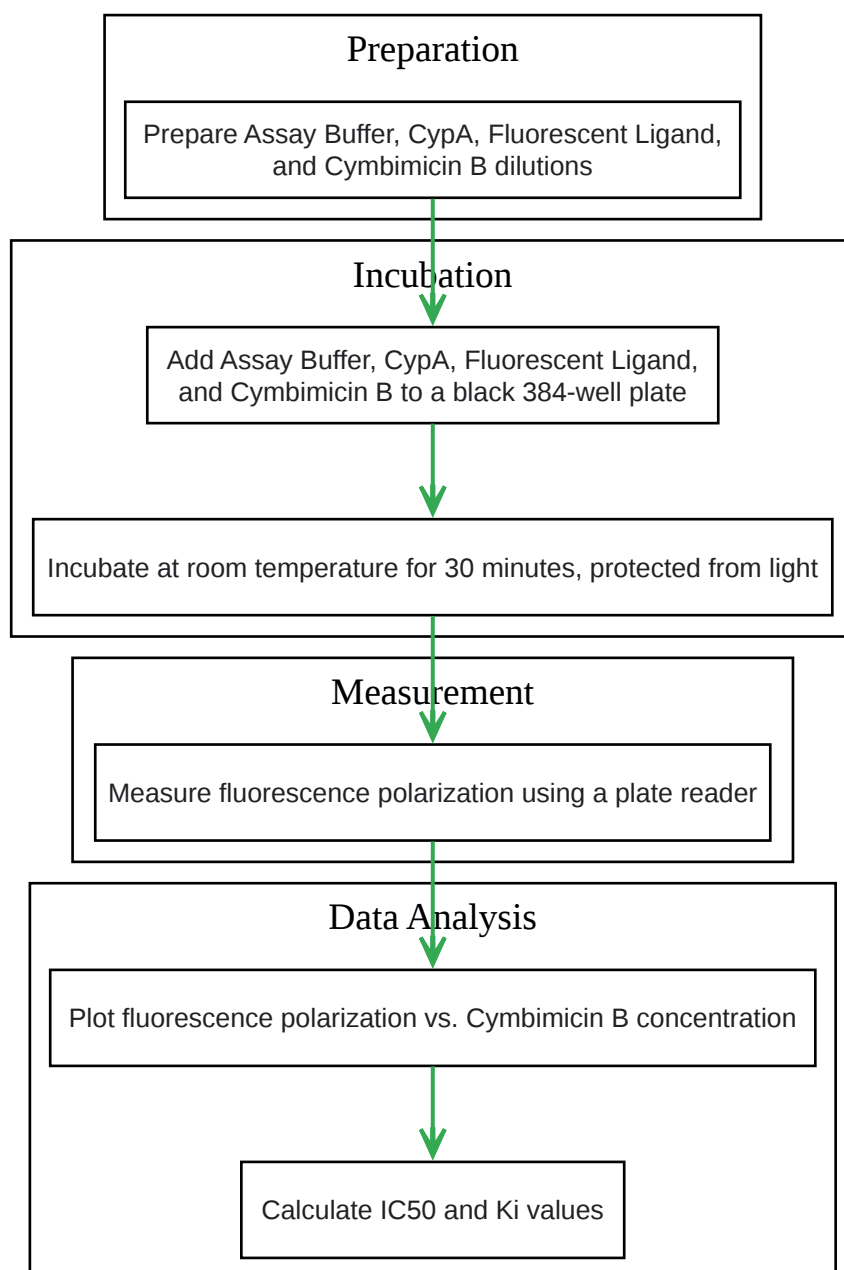 Preparation
Prepare Assay Buffer, CypA, Fluorescent Ligand,
and Cymbimicin B dilutions
Incubation
Add Assay Buffer, CypA, Fluorescent Ligand,
and Cymbimicin B to a black 384-well plate
Incubate at room temperature for 30 minutes, protected from light
Measurement
Measure fluorescence polarization using a plate reader
Data Analysis
Plot fluorescence polarization vs. Cymbimicin B concentration
Calculate IC50 and Ki values